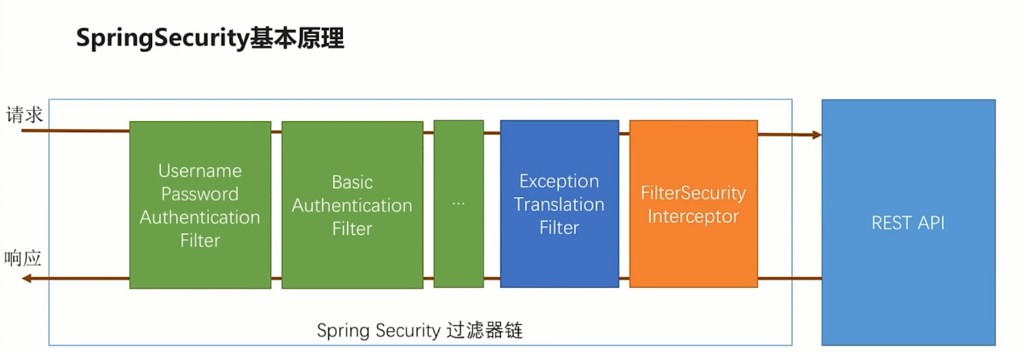 SpringSecurity基本原理
请求
响应
Username
Password
Authentication
Filter
Basic
Authentication
Filter
...
Exception
Translation
Filter
FilterSecurity
Interceptor
REST API
Spring Security 过滤器链